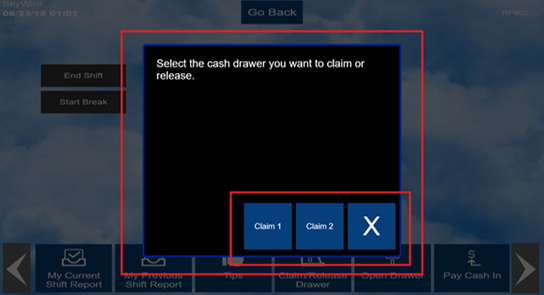 SkyWire
08/23/18 01:01
Go Back
End Shift
Start Break
Select the cash drawer you want to claim or
release.
Claim 1
Claim 2
X
My Current
Shift Report
My Previous
Shift Report
Tips
Claim/Release
Drawer
Open Drawer
Pay Cash In